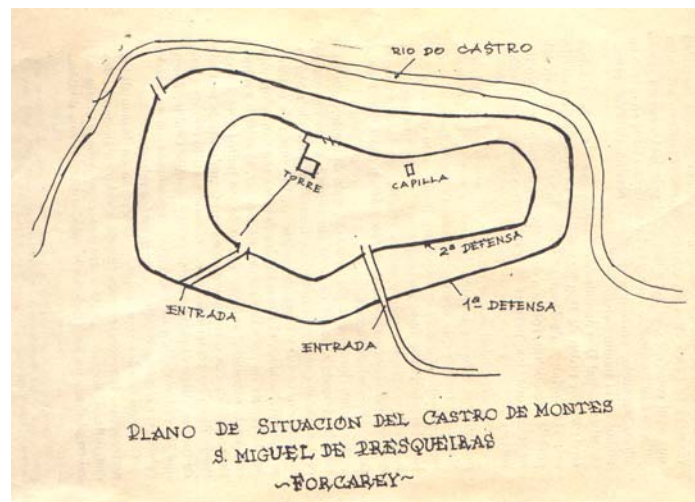 RIO DO CASTRO
TORRE
CAPILLA
2ª DEFENSA
1ª DEFENSA
ENTRADA
ENTRADA
PLANO DE SITUACIÓN DEL CASTRO DE MONTES
S. MIGUEL DE PRESQUEIRAS
~FORCAREY~